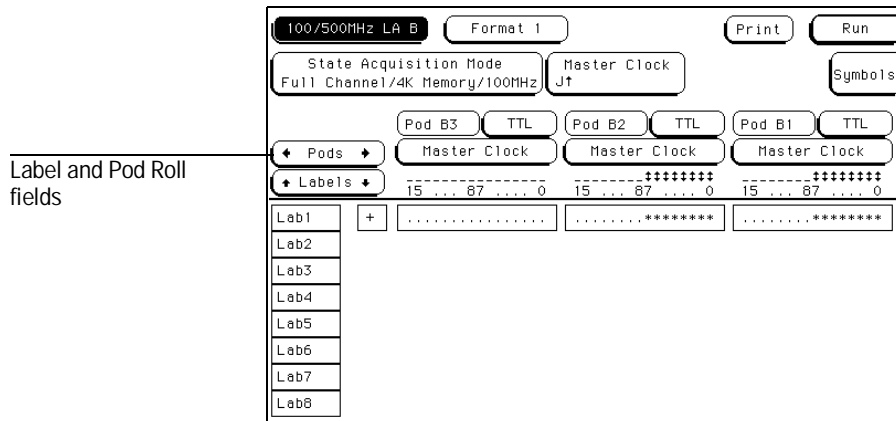 100/500MHz LA B Format 1 Print Run
State Acquisition Mode Master Clock
Full Channel/4K Memory/100MHz J↑ Symbols
Pod B3 TTL Pod B2 TTL Pod B1 TTL
← Pods → Master Clock Master Clock Master Clock
Label and Pod Roll
fields
↑ Labels ↓ 15 ... 87 .... 0 15 ... 87 .... 0 15 ... 87 .... 0
Lab1 + ................ ........******** ........********
Lab2
Lab3
Lab4
Lab5
Lab6
Lab7
Lab8